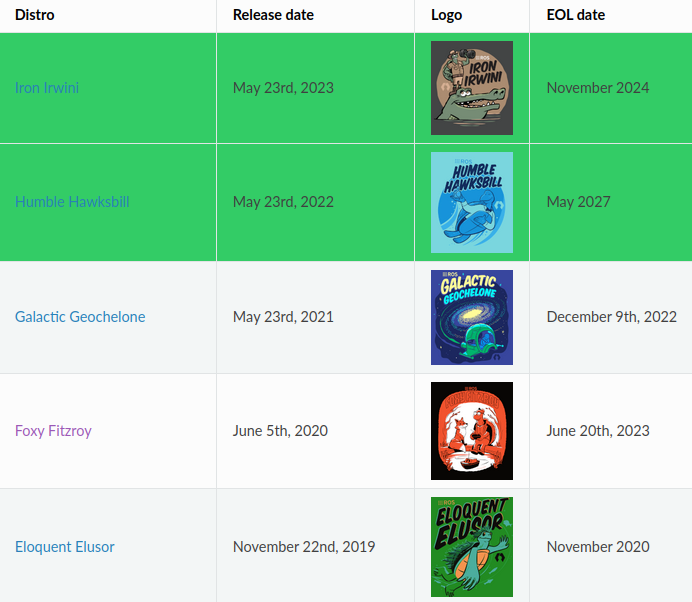 Distro Release date Logo EOL date
Iron Irwini May 23rd, 2023 November 2024
ROS
IRON
IRWINI
Humble Hawksbill May 23rd, 2022 May 2027
ROS
HUMBLE
HAWKSBILL
Galactic Geochelone May 23rd, 2021 December 9th, 2022
ROS
GALACTIC
GEOCHELONE
Foxy Fitzroy June 5th, 2020 June 20th, 2023
ROS
Eloquent Elusor November 22nd, 2019 November 2020
ROS
ELOQUENT
ELUSOR